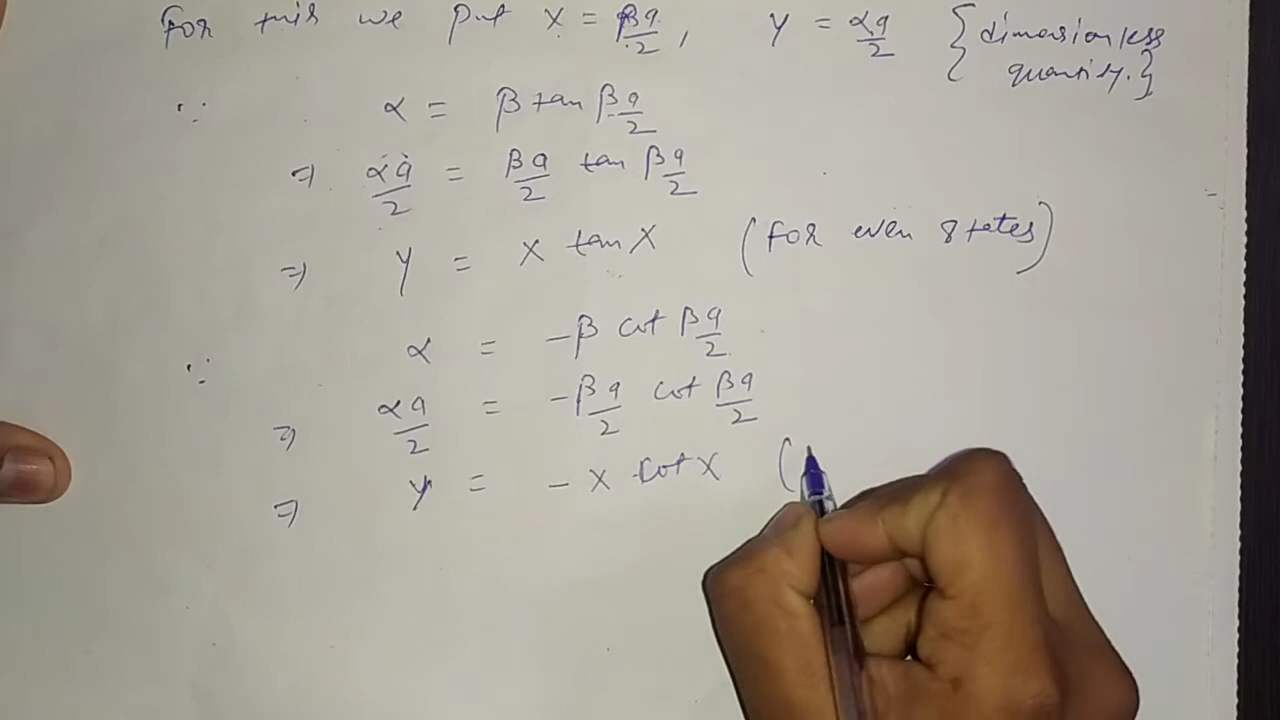 For this we put X = βa/2, Y = αa/2 {dimensionless quantity.}
∵ α = β tan βa/2
⇒ αa/2 = βa/2 tan βa/2
⇒ Y = X tan X (for even states)
∵ α = -β cot βa/2
⇒ αa/2 = -βa/2 cot βa/2
⇒ Y = - X cot X (